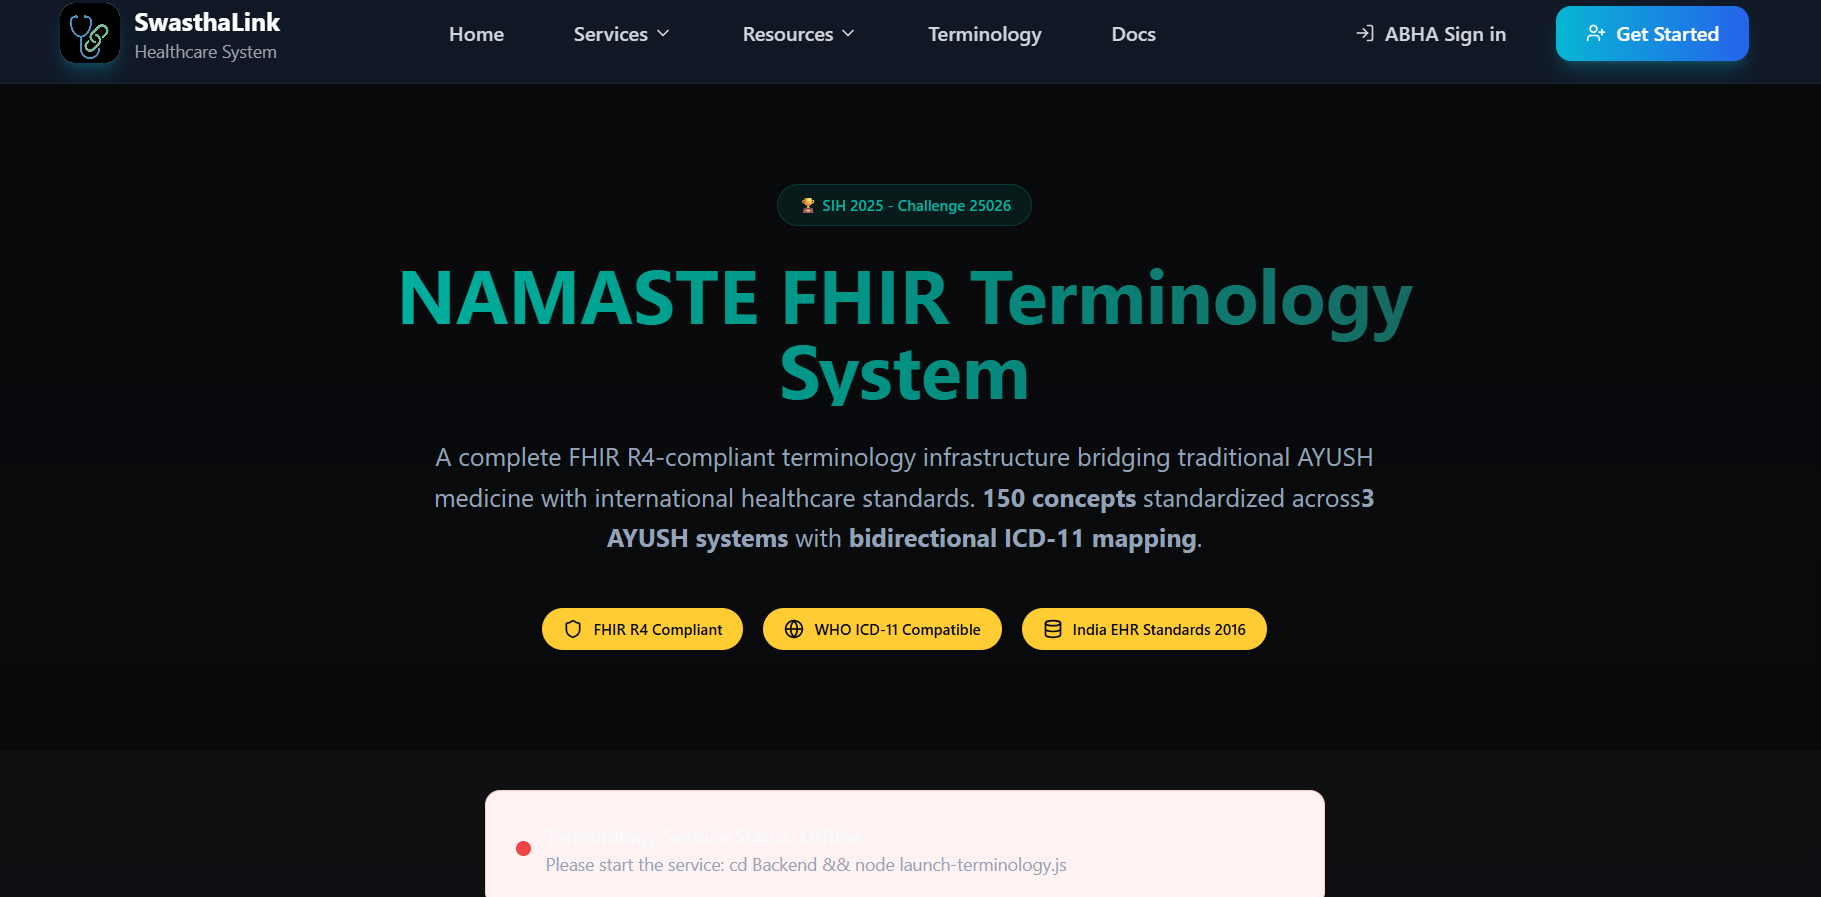 SwasthaLink
Healthcare System
Home
Services
Resources
Terminology
Docs
ABHA Sign in
Get Started
SIH 2025 - Challenge 25026
NAMASTE FHIR Terminology
System
A complete FHIR R4-compliant terminology infrastructure bridging traditional AYUSH
medicine with international healthcare standards. 150 concepts standardized across3
AYUSH systems with bidirectional ICD-11 mapping.
FHIR R4 Compliant
WHO ICD-11 Compatible
India EHR Standards 2016
Terminology Service Status: Offline
Please start the service: cd Backend && node launch-terminology.js